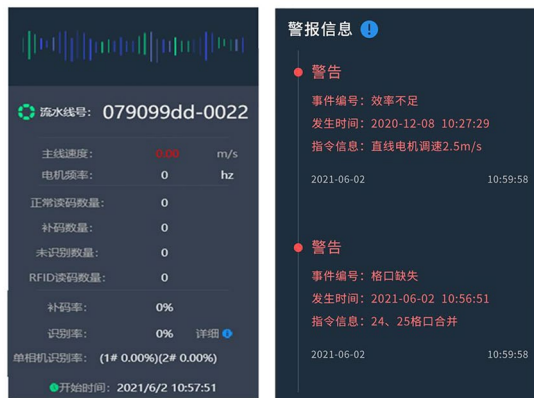 流水线号: 079099dd-0022
主线速度: 0.00 m/s
电机频率: 0 hz
正常读码数量: 0
补码数量: 0
未识别数量: 0
RFID读码数量: 0
补码率: 0%
识别率: 0% 详细
单相机识别率: (1# 0.00%)(2# 0.00%)
开始时间: 2021/6/2 10:57:51
警报信息
警告
事件编号: 效率不足
发生时间: 2020-12-08 10:27:29
指令信息: 直线电机调速2.5m/s
2021-06-02 10:59:58
警告
事件编号: 格口缺失
发生时间: 2021-06-02 10:56:51
指令信息: 24、25格口合并
2021-06-02 10:59:58